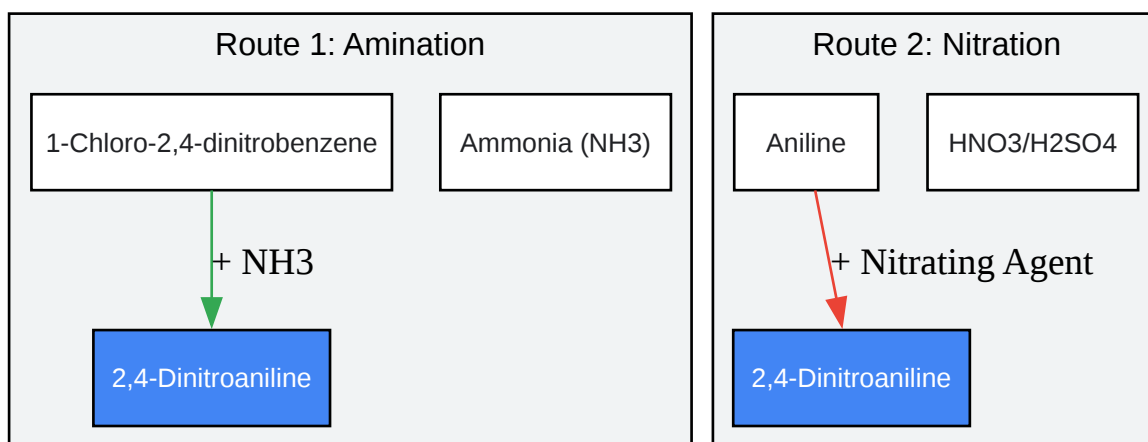 Route 1: Amination
1-Chloro-2,4-dinitrobenzene
Ammonia (NH3)
+ NH3
2,4-Dinitroaniline
Route 2: Nitration
Aniline
HNO3/H2SO4
+ Nitrating Agent
2,4-Dinitroaniline